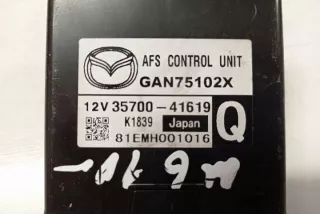 AFS CONTROL UNIT
GAN75102X
12V 35700-41619
Q
K1839 Japan
81EMH001016